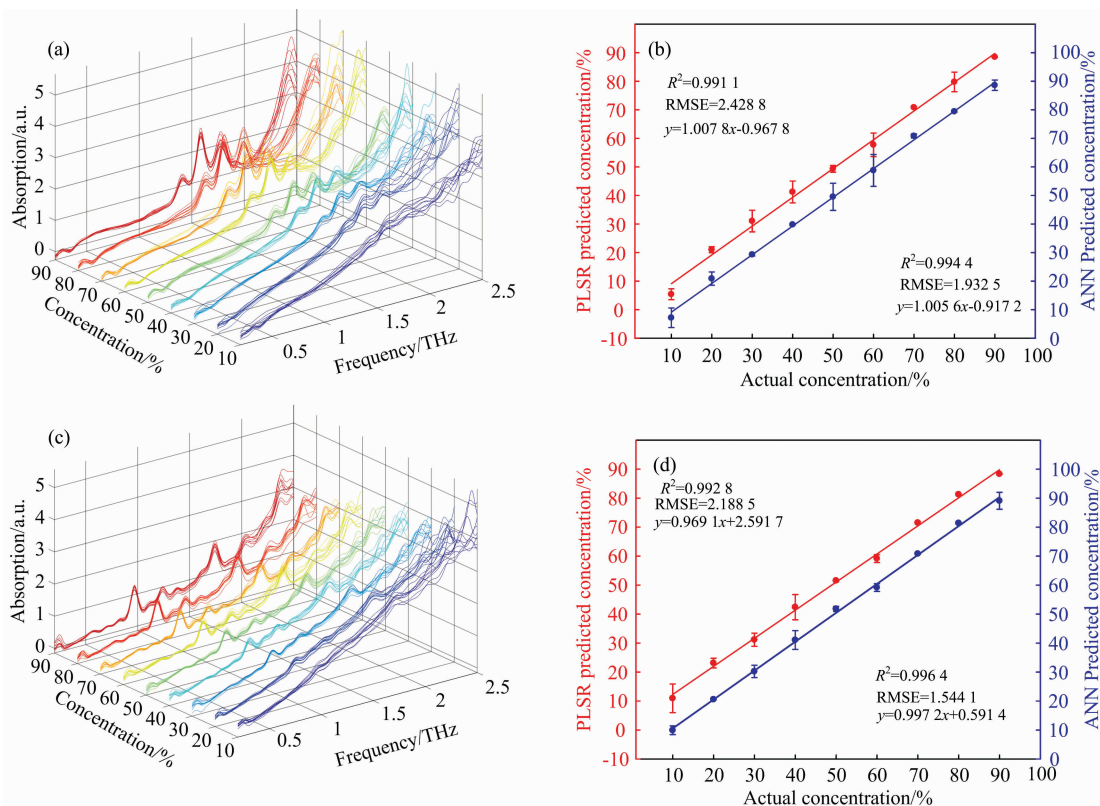 (a)
Absorption/a.u.
5
4
3
2
1
0
90
80
70
60
50
40
30
20
10
Concentration/%
0.5
1
1.5
2
2.5
Frequency/THz
(b)
PLSR predicted concentration/%
90
80
70
60
50
40
30
20
10
0
-10
R²=0.991 1
RMSE=2.428 8
y=1.007 8x-0.967 8
R²=0.994 4
RMSE=1.932 5
y=1.005 6x-0.917 2
100
90
80
70
60
50
40
30
20
10
0
ANN Predicted concentration/%
10 20 30 40 50 60 70 80 90 100
Actual concentration/%
(c)
Absorption/a.u.
5
4
3
2
1
0
90
80
70
60
50
40
30
20
10
Concentration/%
0.5
1
1.5
2
2.5
Frequency/THz
(d)
PLSR predicted concentration/%
90
80
70
60
50
40
30
20
10
0
-10
R²=0.992 8
RMSE=2.188 5
y=0.969 1x+2.591 7
R²=0.996 4
RMSE=1.544 1
y=0.997 2x+0.591 4
100
90
80
70
60
50
40
30
20
10
0
ANN Predicted concentration/%
10 20 30 40 50 60 70 80 90 100
Actual concentration/%